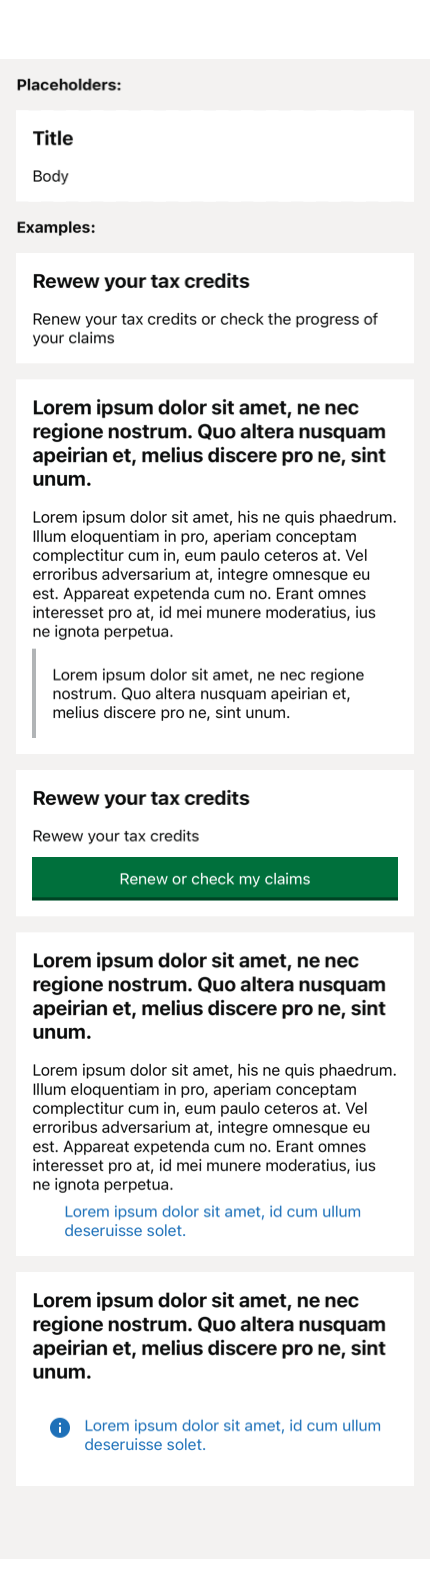 Placeholders:
Title
Body
Examples:
Rewew your tax credits
Renew your tax credits or check the progress of
your claims
Lorem ipsum dolor sit amet, ne nec
regione nostrum. Quo altera nusquam
apeirian et, melius discere pro ne, sint
unum.
Lorem ipsum dolor sit amet, his ne quis phaedrum.
Illum eloquentiam in pro, aperiam conceptam
complectitur cum in, eum paulo ceteros at. Vel
erroribus adversarium at, integre omnesque eu
est. Appareat expetenda cum no. Erant omnes
interesset pro at, id mei munere moderatius, ius
ne ignota perpetua.
Lorem ipsum dolor sit amet, ne nec regione
nostrum. Quo altera nusquam apeirian et,
melius discere pro ne, sint unum.
Rewew your tax credits
Rewew your tax credits
Renew or check my claims
Lorem ipsum dolor sit amet, ne nec
regione nostrum. Quo altera nusquam
apeirian et, melius discere pro ne, sint
unum.
Lorem ipsum dolor sit amet, his ne quis phaedrum.
Illum eloquentiam in pro, aperiam conceptam
complectitur cum in, eum paulo ceteros at. Vel
erroribus adversarium at, integre omnesque eu
est. Appareat expetenda cum no. Erant omnes
interesset pro at, id mei munere moderatius, ius
ne ignota perpetua.
Lorem ipsum dolor sit amet, id cum ullum
deseruisse solet.
Lorem ipsum dolor sit amet, ne nec
regione nostrum. Quo altera nusquam
apeirian et, melius discere pro ne, sint
unum.
Lorem ipsum dolor sit amet, id cum ullum
deseruisse solet.